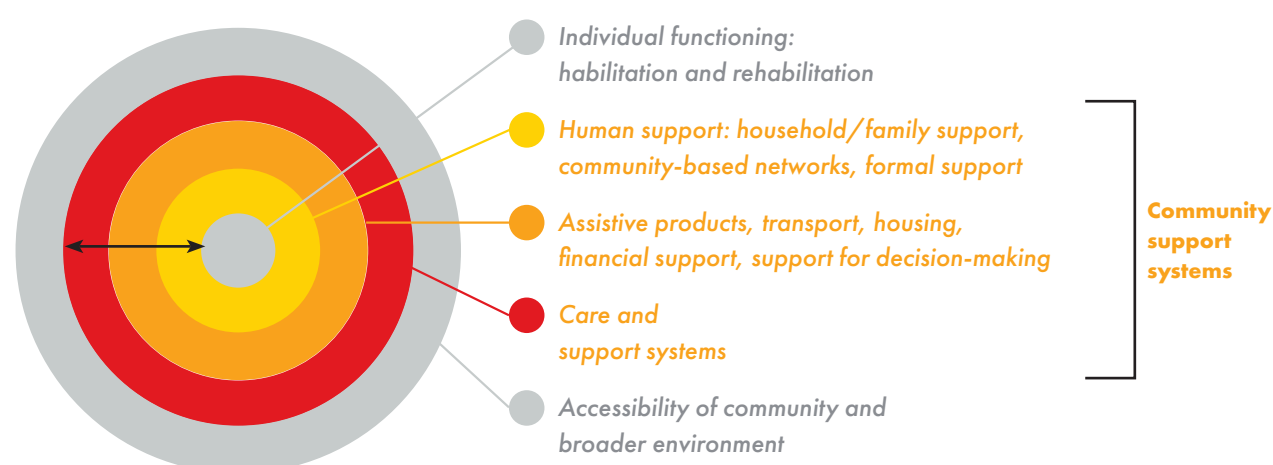 Individual functioning:
habilitation and rehabilitation
Human support: household/family support,
community-based networks, formal support
Assistive products, transport, housing,
financial support, support for decision-making
Care and
support systems
Accessibility of community and
broader environment
Community
support
systems